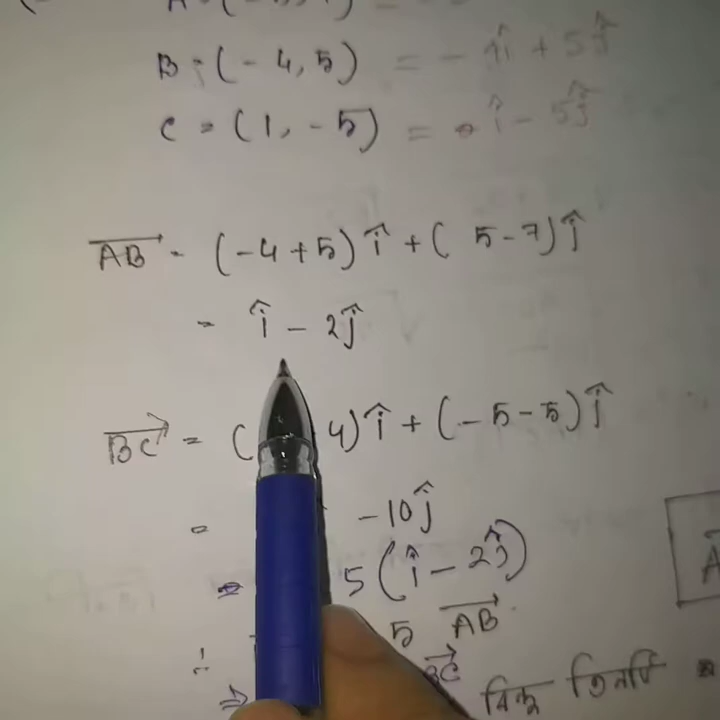 B = (-4, 5) = -4î + 5ĵ
C = (1, -5) = î - 5ĵ
AB = (-4+5)î + (5-7)ĵ
= î - 2ĵ
BC = ( 4)î + (-5-5)ĵ
= -10ĵ
= 5(î - 2ĵ)
5 AB
∴ BC
⇒ বিন্দু তিনটি
A